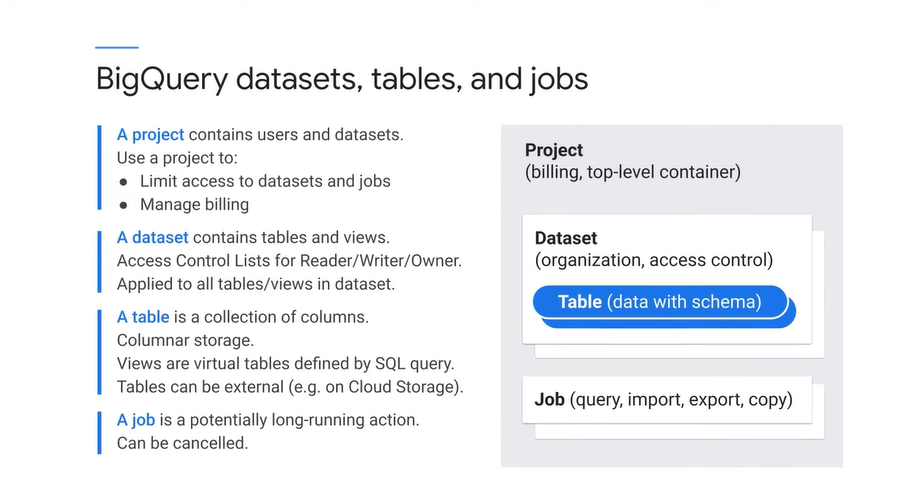 BigQuery datasets, tables, and jobs
A project contains users and datasets.
Use a project to:
● Limit access to datasets and jobs
● Manage billing
A dataset contains tables and views.
Access Control Lists for Reader/Writer/Owner.
Applied to all tables/views in dataset.
A table is a collection of columns.
Columnar storage.
Views are virtual tables defined by SQL query.
Tables can be external (e.g. on Cloud Storage).
A job is a potentially long-running action.
Can be cancelled.
Project
(billing, top-level container)
Dataset
(organization, access control)
Table (data with schema)
Job (query, import, export, copy)